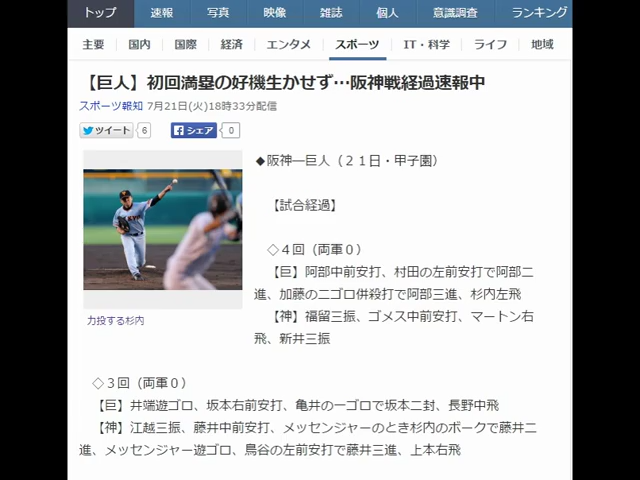 トップ 速報 写真 映像 雑誌 個人 意識調査 ランキング
主要 国内 国際 経済 エンタメ スポーツ IT・科学 ライフ 地域
【巨人】初回満塁の好機生かせず…阪神戦経過速報中
スポーツ報知 7月21日(火)18時33分配信
ツイート 6 シェア 0
◆阪神―巨人（２１日・甲子園）
【試合経過】
◇４回（両軍０）
【巨】阿部中前安打、村田の左前安打で阿部二
進、加藤の二ゴロ併殺打で阿部三進、杉内左飛
【神】福留三振、ゴメス中前安打、マートン右
飛、新井三振
力投する杉内
◇３回（両軍０）
【巨】井端遊ゴロ、坂本右前安打、亀井の一ゴロで坂本二封、長野中飛
【神】江越三振、藤井中前安打、メッセンジャーのとき杉内のボークで藤井二
進、メッセンジャー遊ゴロ、鳥谷の左前安打で藤井三進、上本右飛